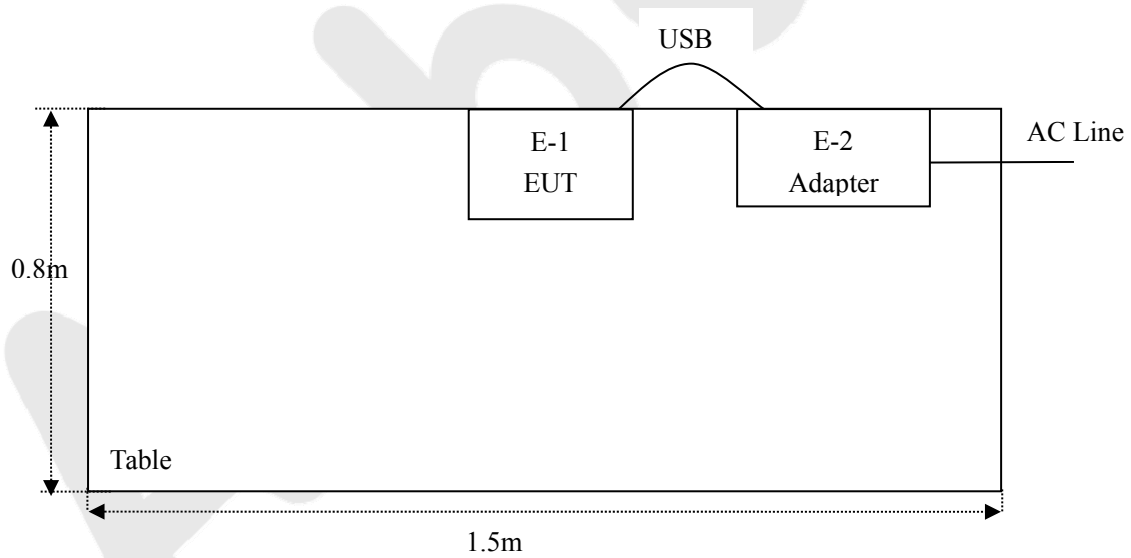 USB
E-1
EUT
E-2
Adapter
AC Line
0.8m
Table
1.5m